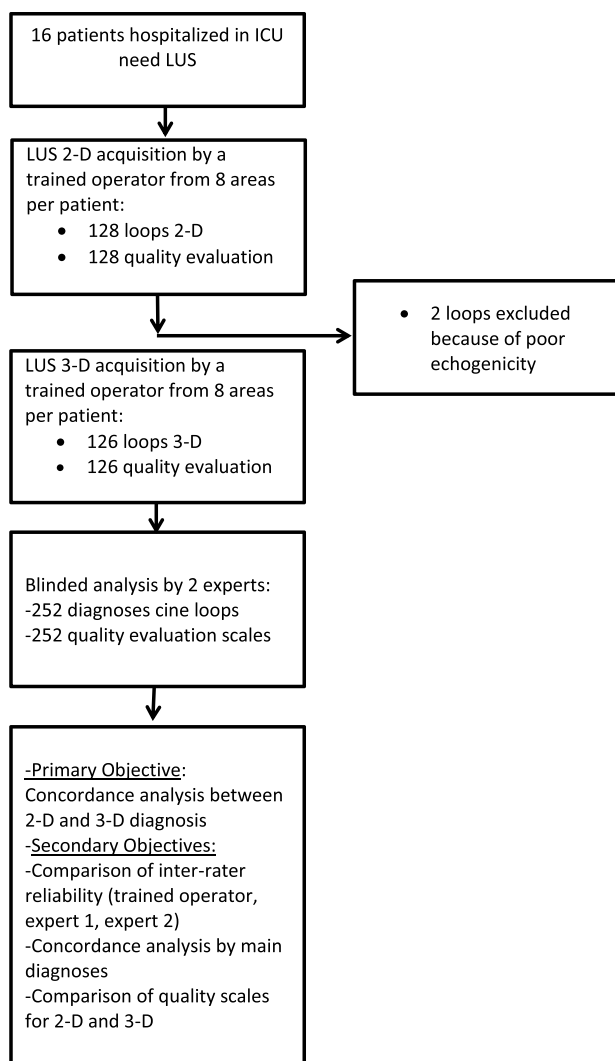 16 patients hospitalized in ICU
need LUS
LUS 2-D acquisition by a
trained operator from 8 areas
per patient:
• 128 loops 2-D
• 128 quality evaluation
• 2 loops excluded
because of poor
echogenicity
LUS 3-D acquisition by a
trained operator from 8 areas
per patient:
• 126 loops 3-D
• 126 quality evaluation
Blinded analysis by 2 experts:
-252 diagnoses cine loops
-252 quality evaluation scales
-Primary Objective:
Concordance analysis between
2-D and 3-D diagnosis
-Secondary Objectives:
-Comparison of inter-rater
reliability (trained operator,
expert 1, expert 2)
-Concordance analysis by main
diagnoses
-Comparison of quality scales
for 2-D and 3-D